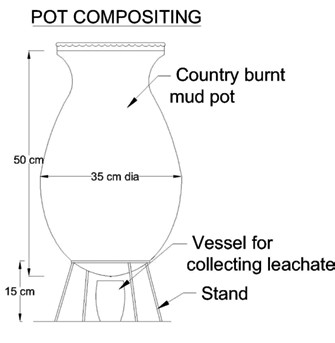 POT COMPOSITING
Country burnt
mud pot
50 cm
35 cm dia
Vessel for
collecting leachate
15 cm
Stand